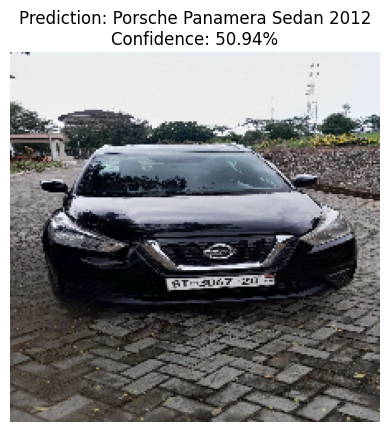 Prediction: Porsche Panamera Sedan 2012
Confidence: 50.94%